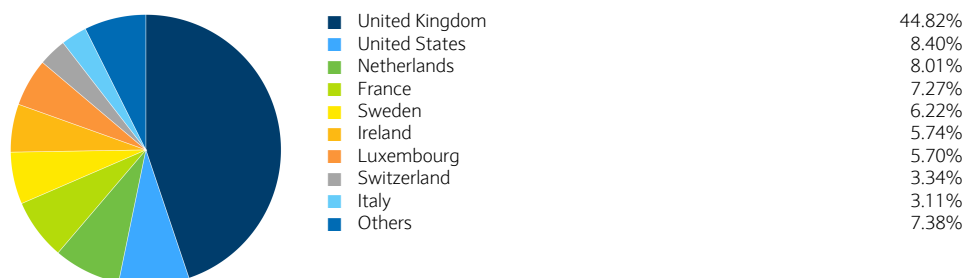 United Kingdom 44.82%
United States 8.40%
Netherlands 8.01%
France 7.27%
Sweden 6.22%
Ireland 5.74%
Luxembourg 5.70%
Switzerland 3.34%
Italy 3.11%
Others 7.38%